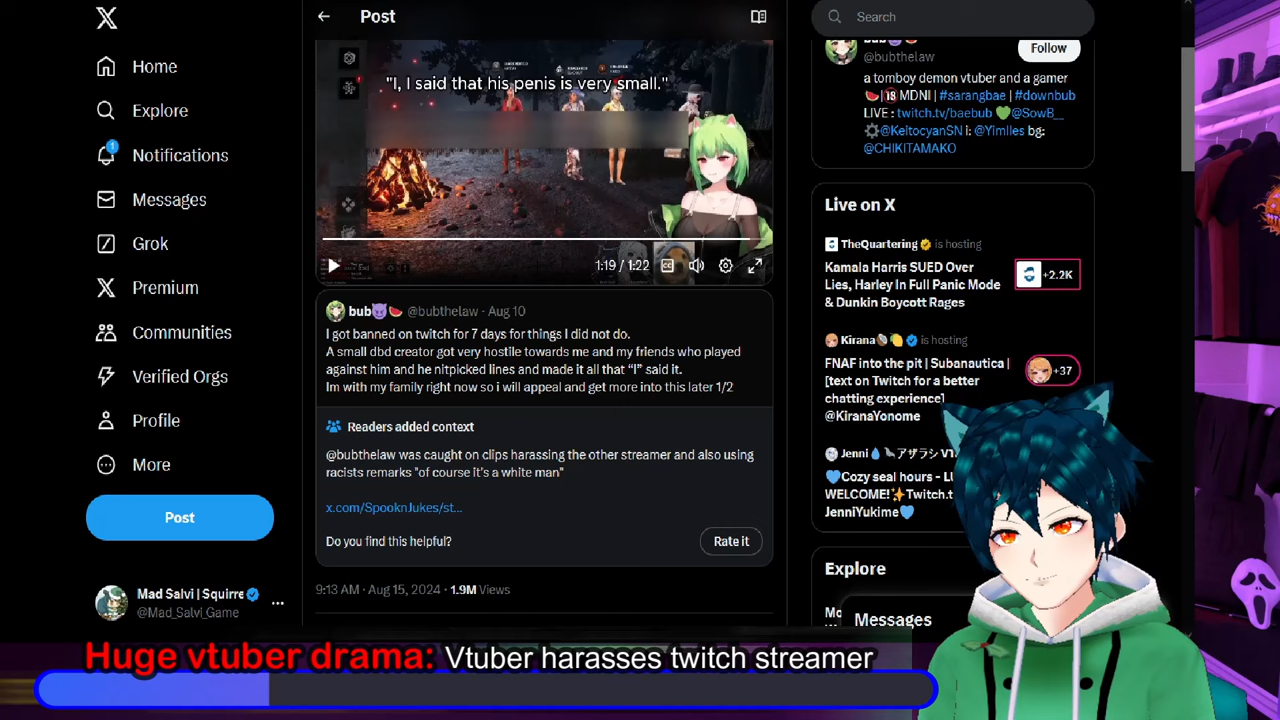 Home
Explore
1
Notifications
Messages
Grok
Premium
Communities
Verified Orgs
Profile
More
Post
Mad Salvi | Squirre
@Mad_Salvi_Game
Post
"I, I said that his penis is very small."
1:19 / 1:22
bub
@bubthelaw · Aug 10
I got banned on twitch for 7 days for things I did not do.
A small dbd creator got very hostile towards me and my friends who played
against him and he nitpicked lines and made it all that “I” said it.
Im with my family right now so i will appeal and get more into this later 1/2
Readers added context
@bubthelaw was caught on clips harassing the other streamer and also using
racists remarks "of course it's a white man"
x.com/SpooknJukes/st...
Do you find this helpful?
Rate it
9:13 AM · Aug 15, 2024 · 1.9M Views
Search
@bubthelaw
Follow
a tomboy demon vtuber and a gamer
MDNI | #sarangbae | #downbub
LIVE : twitch.tv/baebub @SowB__
@KeitocyanSN i: @Yimlles bg:
@CHIKITAMAKO
Live on X
TheQuartering is hosting
Kamala Harris SUED Over
Lies, Harley In Full Panic Mode
& Dunkin Boycott Rages
+2.2K
Kirana is hosting
FNAF into the pit | Subanautica |
[text on Twitch for a better
chatting experience]
@KiranaYonome
+37
Jenni アザラシ
Cozy seal hours -
WELCOME! Twitch.t
JenniYukime
Explore
Messages
Huge vtuber drama: Vtuber harasses twitch streamer